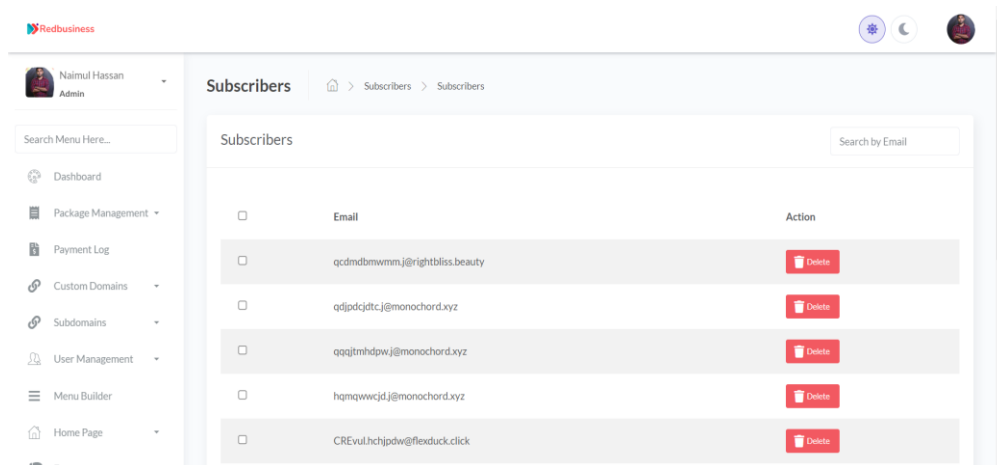 Redbusiness
Naimul Hassan
Admin
Search Menu Here...
Dashboard
Package Management
Payment Log
Custom Domains
Subdomains
User Management
Menu Builder
Home Page
Subscribers
> Subscribers > Subscribers
Subscribers
Search by Email
Email Action
qcdmdbmwmm.j@rightbliss.beauty Delete
qdjpdcjdtc.j@monochord.xyz Delete
qqqjtmhdpw.j@monochord.xyz Delete
hqmqwwcjd.j@monochord.xyz Delete
CREvul.hchjpdw@flexduck.click Delete